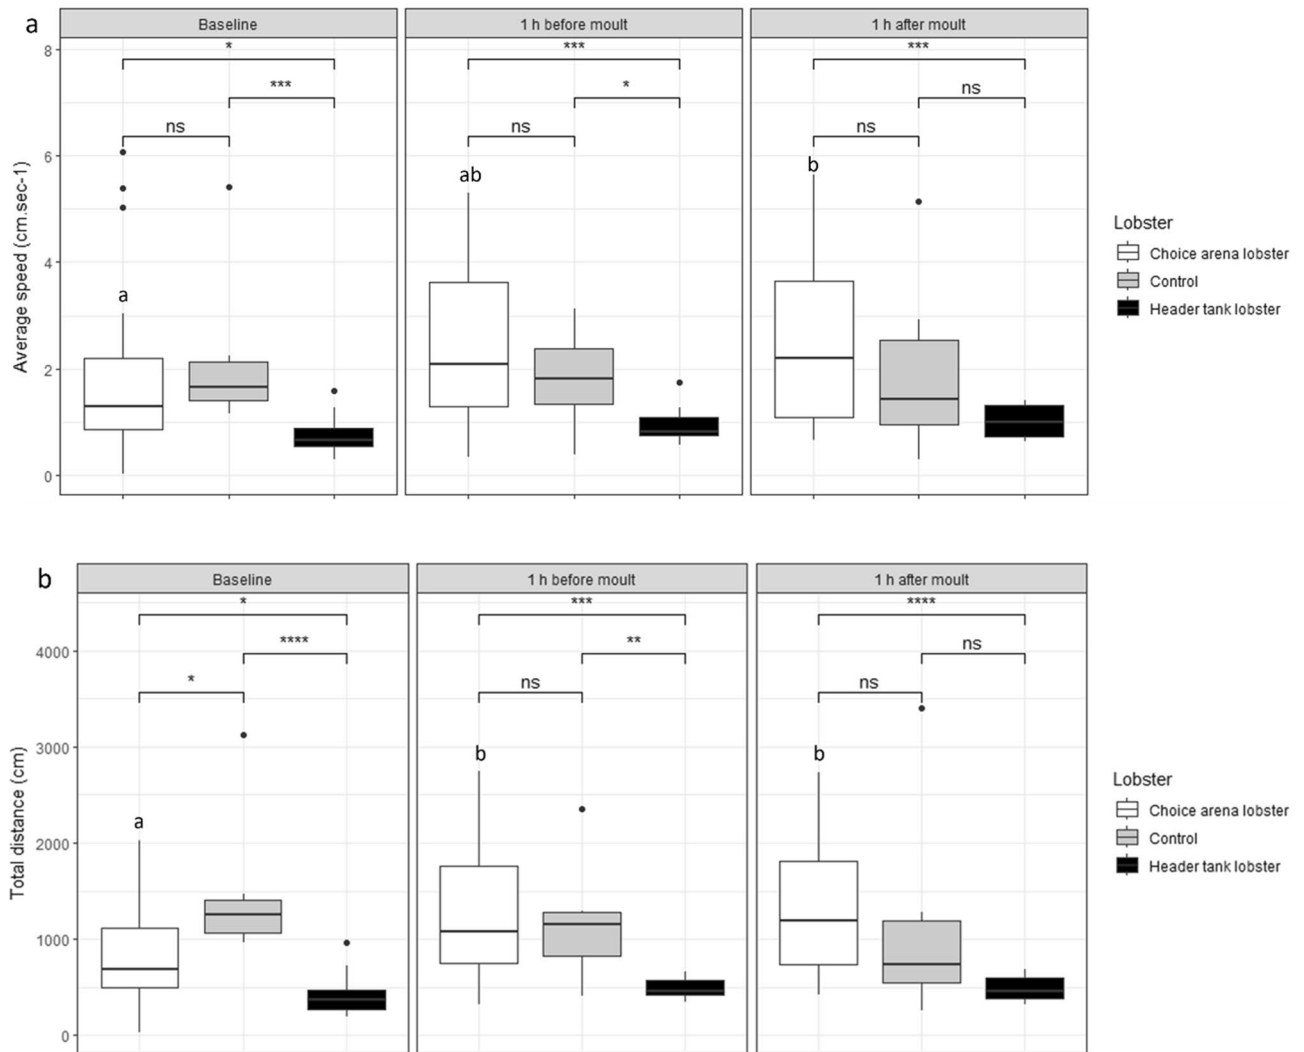 a
Baseline
1 h before moult
1 h after moult
* *** ***
*** * ns
ns ns ns
8
6
4
2
0
Average speed (cm.sec-1)
a
ab
b
Lobster
Choice arena lobster
Control
Header tank lobster
b
Baseline
1 h before moult
1 h after moult
* *** ****
**** ** ns
* ns ns
4000
3000
2000
1000
0
Total distance (cm)
a
b
b
Lobster
Choice arena lobster
Control
Header tank lobster